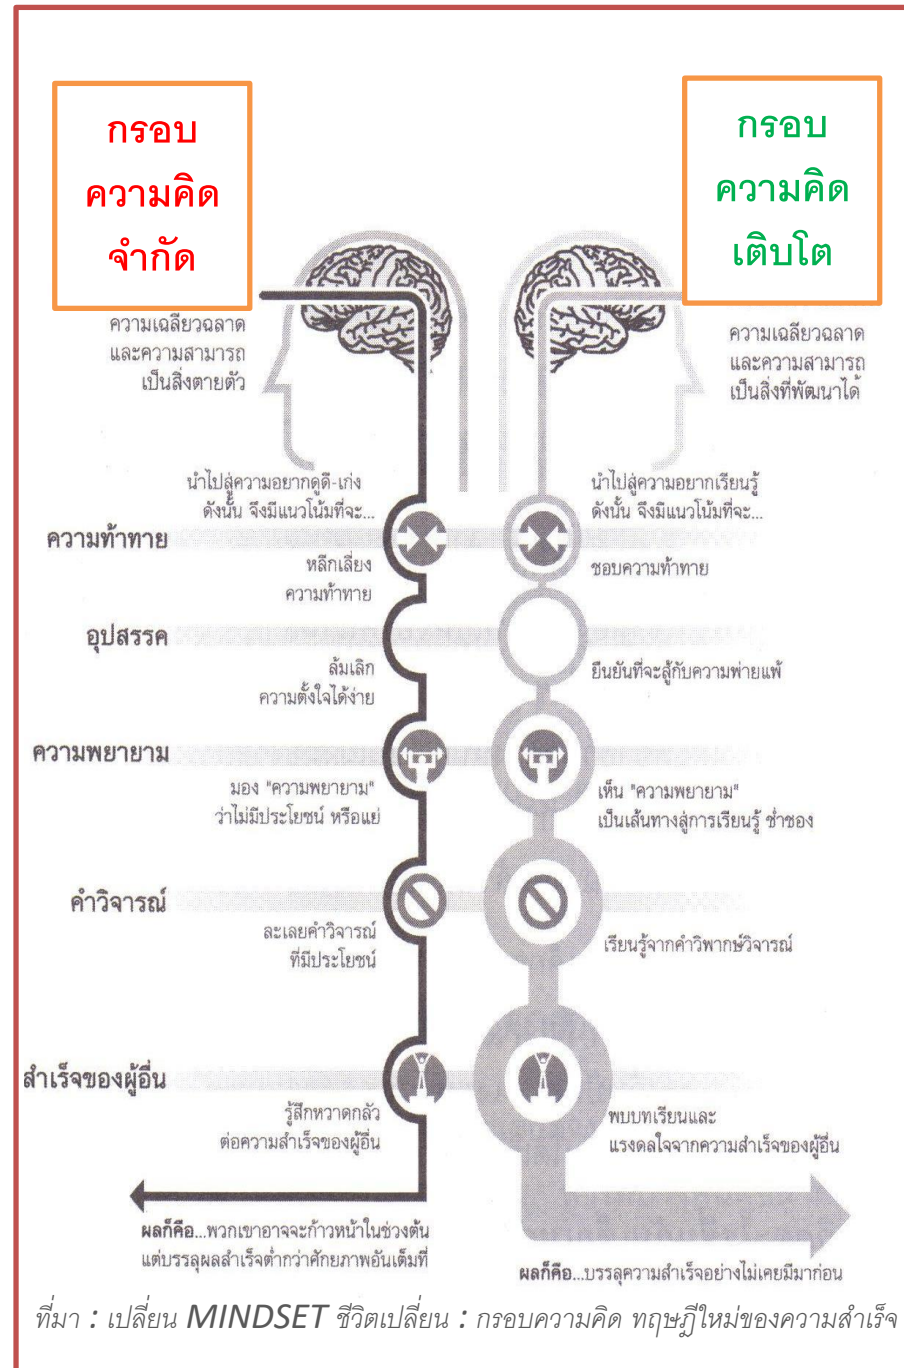 กรอบ
ความคิด
จำกัด
กรอบ
ความคิด
เติบโต
ความเฉลียวฉลาด
และความสามารถ
เป็นสิ่งตายตัว
ความเฉลียวฉลาด
และความสามารถ
เป็นสิ่งที่พัฒนาได้
นำไปสู่ความอยากดูดี-เก่ง
ดังนั้น จึงมีแนวโน้มที่จะ...
นำไปสู่ความอยากเรียนรู้
ดังนั้น จึงมีแนวโน้มที่จะ...
ความท้าทาย
หลีกเลี่ยง
ความท้าทาย
ชอบความท้าทาย
อุปสรรค
ล้มเลิก
ความตั้งใจได้ง่าย
ยืนยันที่จะสู้กับความพ่ายแพ้
ความพยายาม
มอง "ความพยายาม"
ว่าไม่มีประโยชน์ หรือแย่
เห็น "ความพยายาม"
เป็นเส้นทางสู่การเรียนรู้ ช่ำชอง
คำวิจารณ์
ละเลยคำวิจารณ์
ที่มีประโยชน์
เรียนรู้จากคำวิพากษ์วิจารณ์
สำเร็จของผู้อื่น
รู้สึกหวาดกลัว
ต่อความสำเร็จของผู้อื่น
พบบทเรียนและ
แรงดลใจจากความสำเร็จของผู้อื่น
ผลก็คือ...พวกเขาอาจจะก้าวหน้าในช่วงต้น
แต่บรรลุผลสำเร็จต่ำกว่าศักยภาพอันเต็มที่
ผลก็คือ...บรรลุความสำเร็จอย่างไม่เคยมีมาก่อน
ที่มา : เปลี่ยน MINDSET ชีวิตเปลี่ยน : กรอบความคิด ทฤษฎีใหม่ของความสำเร็จ